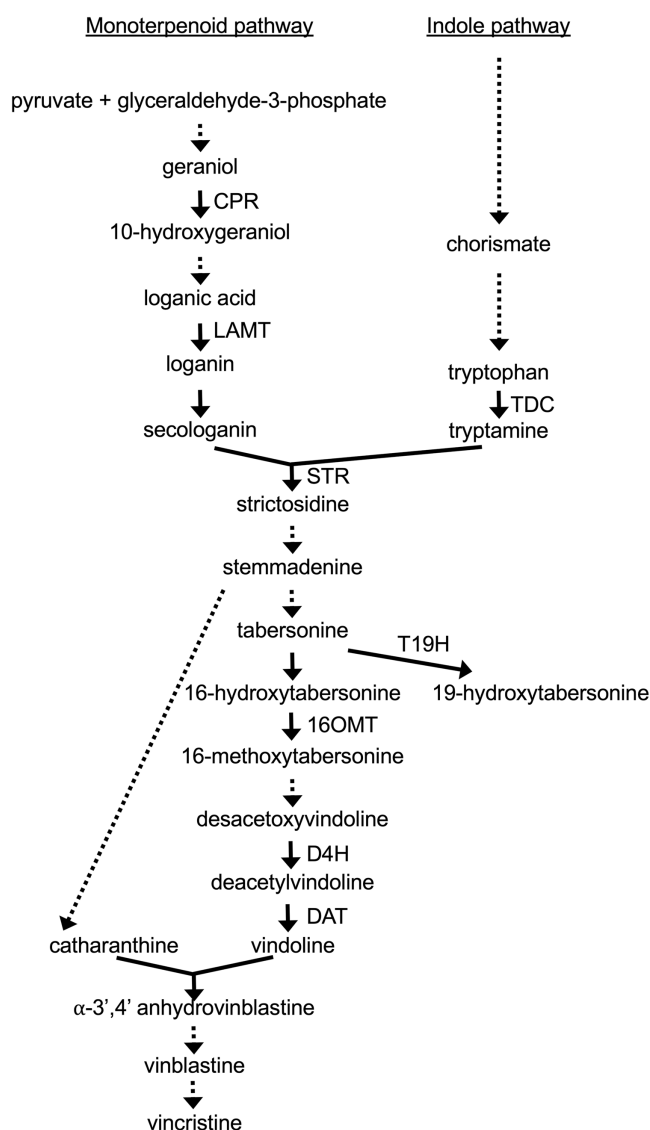 Monoterpenoid pathway
Indole pathway
pyruvate + glyceraldehyde-3-phosphate
geraniol
CPR
10-hydroxygeraniol
chorismate
loganic acid
LAMT
loganin
tryptophan
TDC
secologanin
tryptamine
STR
strictosidine
stemmadenine
tabersonine
T19H
16-hydroxytabersonine
19-hydroxytabersonine
16OMT
16-methoxytabersonine
desacetoxyvindoline
D4H
deacetylvindoline
DAT
catharanthine
vindoline
α-3’,4’ anhydrovinblastine
vinblastine
vincristine